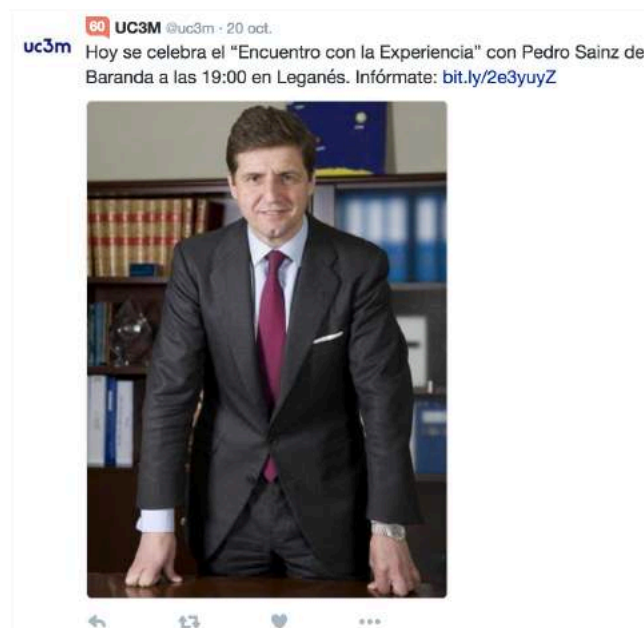 60 UC3M @uc3m · 20 oct.
uc3m
Hoy se celebra el “Encuentro con la Experiencia” con Pedro Sainz de
Baranda a las 19:00 en Leganés. Infórmate: bit.ly/2e3yuyZ